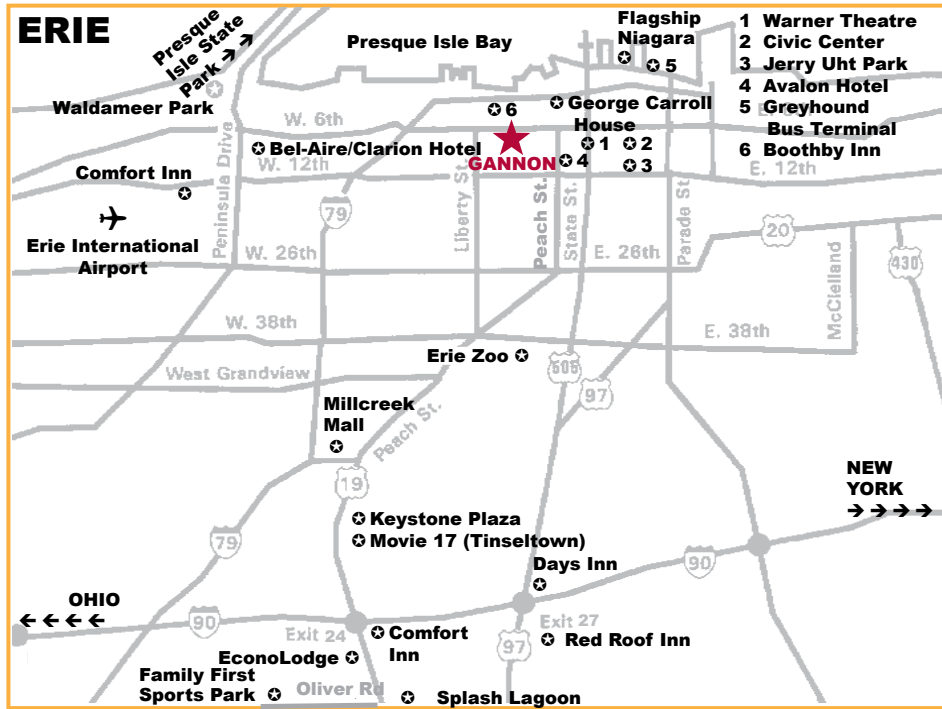 ERIE
Presque
Isle State
Park → →
Presque Isle Bay
Flagship
Niagara
5
1 Warner Theatre
2 Civic Center
3 Jerry Uht Park
4 Avalon Hotel
5 Greyhound
Bus Terminal
6 Boothby Inn
Waldameer Park
6
George Carroll
House
W. 6th
GANNON
1
2
3
4
Bel-Aire/Clarion Hotel
W. 12th
E. 12th
Comfort Inn
Peninsula Drive
79
Liberty St.
Peach St.
State St.
Parade St.
20
Erie International
Airport
W. 26th
E. 26th
McClelland
430
W. 38th
E. 38th
Erie Zoo
West Grandview
505
97
Millcreek
Mall
Peach St.
19
NEW
YORK
→ → → →
Keystone Plaza
Movie 17 (Tinseltown)
79
Days Inn
90
OHIO
← ← ← ←
90
Exit 24
Exit 27
Comfort
Inn
97
Red Roof Inn
EconoLodge
Family First
Sports Park
Oliver Rd
Splash Lagoon